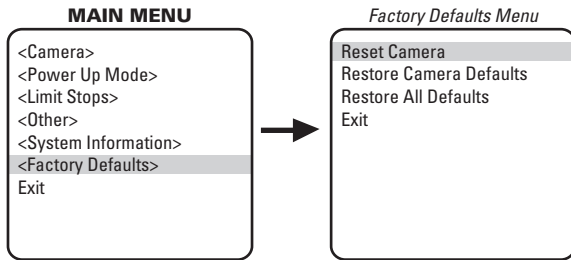 MAIN MENU
<Camera>
<Power Up Mode>
<Limit Stops>
<Other>
<System Information>
<Factory Defaults>
Exit
Factory Defaults Menu
Reset Camera
Restore Camera Defaults
Restore All Defaults
Exit